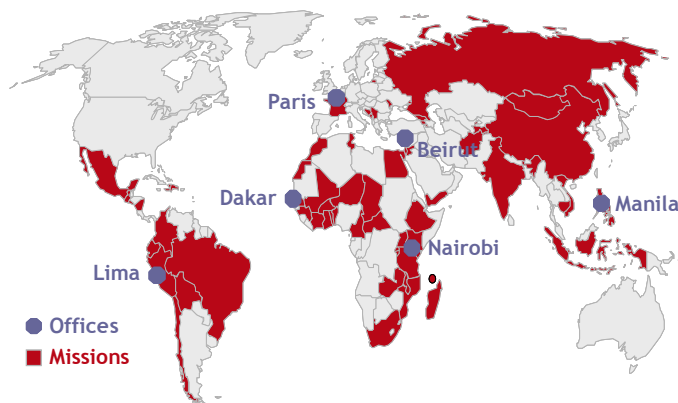 Paris
Beirut
Dakar
Manila
Nairobi
Lima
Offices
Missions